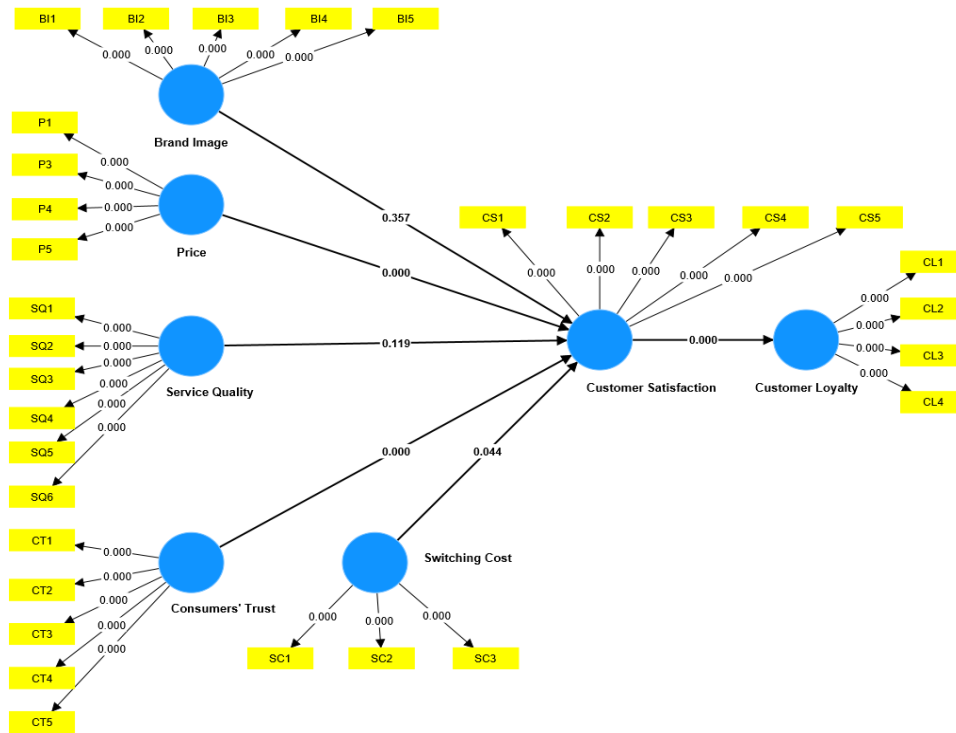 BI1 BI2 BI3 BI4 BI5
0.000 0.000 0.000 0.000 0.000
Brand Image
P1
P3
P4
P5
0.000
0.000
0.000
0.000
Price
0.357
0.000
SQ1
SQ2
SQ3
SQ4
SQ5
SQ6
0.000
0.000
0.000
0.000
0.000
0.000
Service Quality
0.119
CS1 CS2 CS3 CS4 CS5
0.000 0.000 0.000 0.000 0.000
Customer Satisfaction
0.000
CL1
CL2
CL3
CL4
0.000
0.000
0.000
0.000
Customer Loyalty
0.000
0.044
CT1
CT2
CT3
CT4
CT5
0.000
0.000
0.000
0.000
0.000
Consumers' Trust
Switching Cost
0.000 0.000 0.000
SC1 SC2 SC3